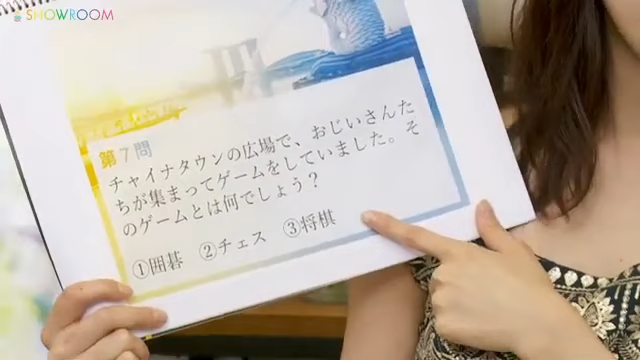 SHOWROOM
第7問
チャイナタウンの広場で、おじいさんた
ちが集まってゲームをしていました。そ
のゲームとは何でしょう？
①囲碁 ②チェス ③将棋